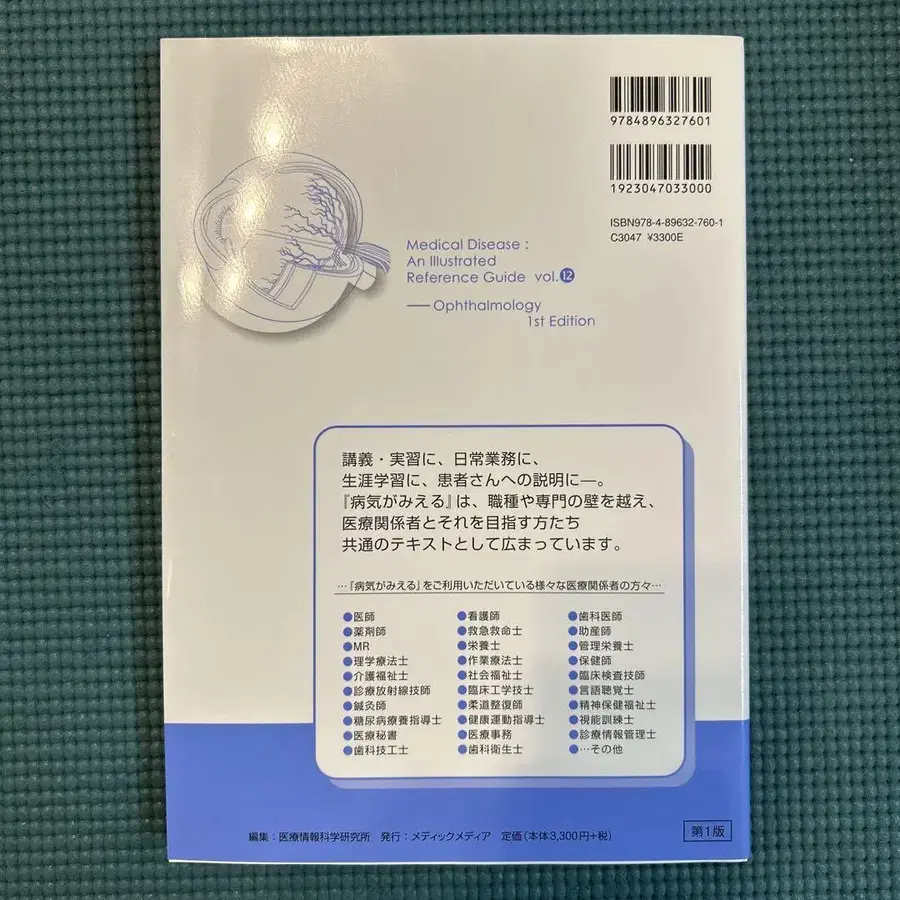 9784896327601
1923047033000
ISBN978-4-89632-760-1
C3047 ¥3300E
Medical Disease :
An Illustrated
Reference Guide vol.⓬
── Ophthalmology
1st Edition
講義・実習に、日常業務に、
生涯学習に、患者さんへの説明に―。
『病気がみえる』は、職種や専門の壁を越え、
医療関係者とそれを目指す方たち
共通のテキストとして広まっています。
…『病気がみえる』をご利用いただいている様々な医療関係者の方々…
●医師 ●看護師 ●歯科医師
●薬剤師 ●救急救命士 ●助産師
●MR ●栄養士 ●管理栄養士
●理学療法士 ●作業療法士 ●保健師
●介護福祉士 ●社会福祉士 ●臨床検査技師
●診療放射線技師 ●臨床工学技士 ●言語聴覚士
●鍼灸師 ●柔道整復師 ●精神保健福祉士
●糖尿病療養指導士 ●健康運動指導士 ●視能訓練士
●医療秘書 ●医療事務 ●診療情報管理士
●歯科技工士 ●歯科衛生士 ●…その他
編集：医療情報科学研究所 発行：メディックメディア 定価（本体3,300円+税） 第1版